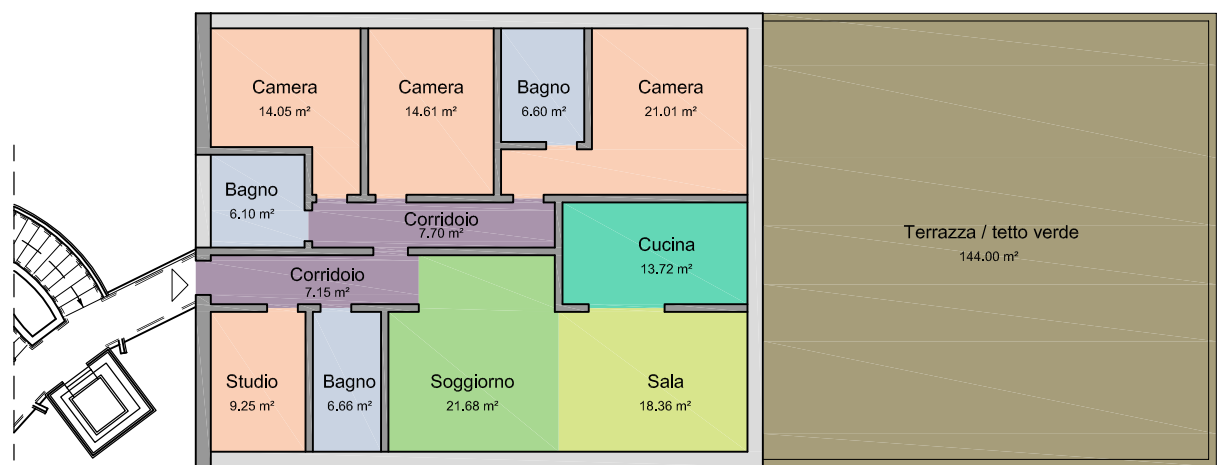 Camera
14.05 m²
Camera
14.61 m²
Bagno
6.60 m²
Camera
21.01 m²
Bagno
6.10 m²
Corridoio
7.70 m²
Cucina
13.72 m²
Terrazza / tetto verde
144.00 m²
Corridoio
7.15 m²
Studio
9.25 m²
Bagno
6.66 m²
Soggiorno
21.68 m²
Sala
18.36 m²